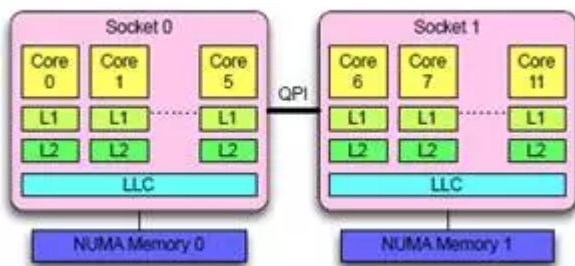 Socket 0
Core 0
Core 1
Core 5
L1
L1
L1
L2
L2
L2
LLC
NUMA Memory 0
QPI
Socket 1
Core 6
Core 7
Core 11
L1
L1
L1
L2
L2
L2
LLC
NUMA Memory 1